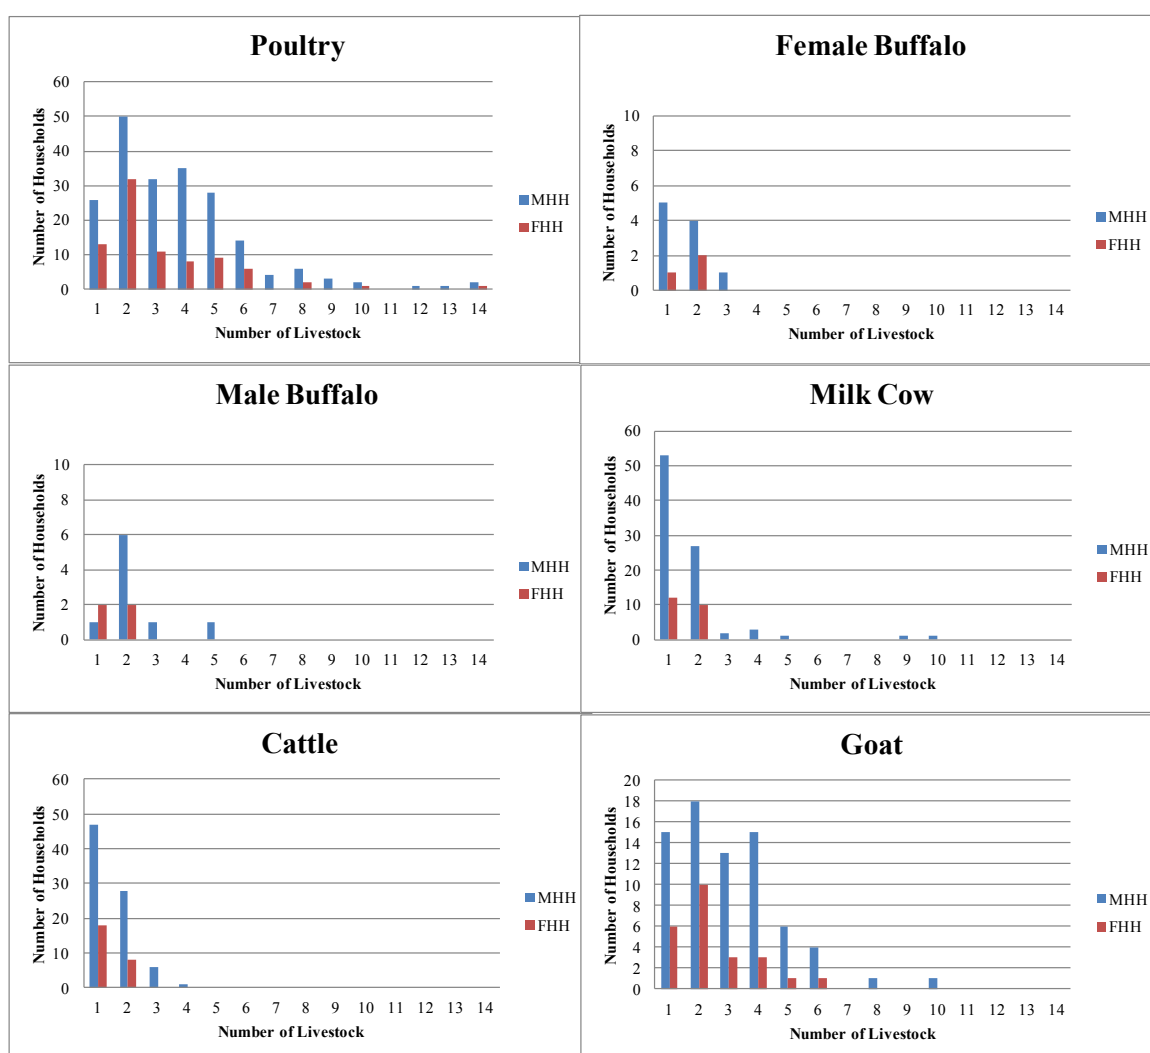 Poultry
60
50
40
30
20
10
0
Number of Households
1 2 3 4 5 6 7 8 9 10 11 12 13 14
Number of Livestock
MHH
FHH
Female Buffalo
10
8
6
4
2
0
Number of Households
1 2 3 4 5 6 7 8 9 10 11 12 13 14
Number of Livestock
MHH
FHH
Male Buffalo
10
8
6
4
2
0
Number of Households
1 2 3 4 5 6 7 8 9 10 11 12 13 14
Number of Livestock
MHH
FHH
Milk Cow
60
50
40
30
20
10
0
Number of Households
1 2 3 4 5 6 7 8 9 10 11 12 13 14
Number of Livestock
MHH
FHH
Cattle
60
50
40
30
20
10
0
Number of Households
1 2 3 4 5 6 7 8 9 10 11 12 13 14
Number of Livestock
MHH
FHH
Goat
20
18
16
14
12
10
8
6
4
2
0
Number of Households
1 2 3 4 5 6 7 8 9 10 11 12 13 14
Number of Livestock
MHH
FHH